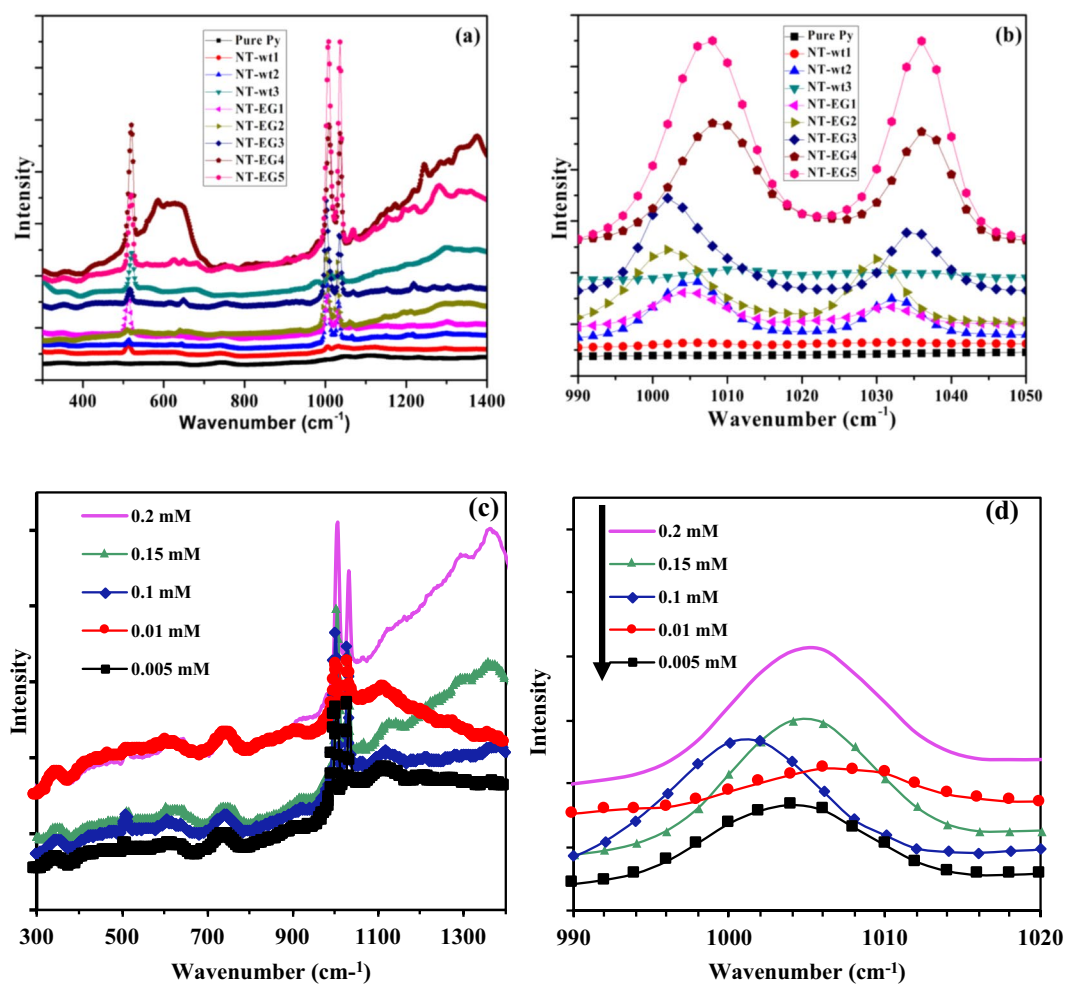 (a)
Pure Py
NT-wt1
NT-wt2
NT-wt3
NT-EG1
NT-EG2
NT-EG3
NT-EG4
NT-EG5
Intensity
400 600 800 1000 1200 1400
Wavenumber (cm⁻¹)
(b)
Pure Py
NT-wt1
NT-wt2
NT-wt3
NT-EG1
NT-EG2
NT-EG3
NT-EG4
NT-EG5
Intensity
990 1000 1010 1020 1030 1040 1050
Wavenumber (cm⁻¹)
(c)
0.2 mM
0.15 mM
0.1 mM
0.01 mM
0.005 mM
Intensity
300 500 700 900 1100 1300
Wavenumber (cm-¹)
(d)
0.2 mM
0.15 mM
0.1 mM
0.01 mM
0.005 mM
Intensity
990 1000 1010 1020
Wavenumber (cm⁻¹)